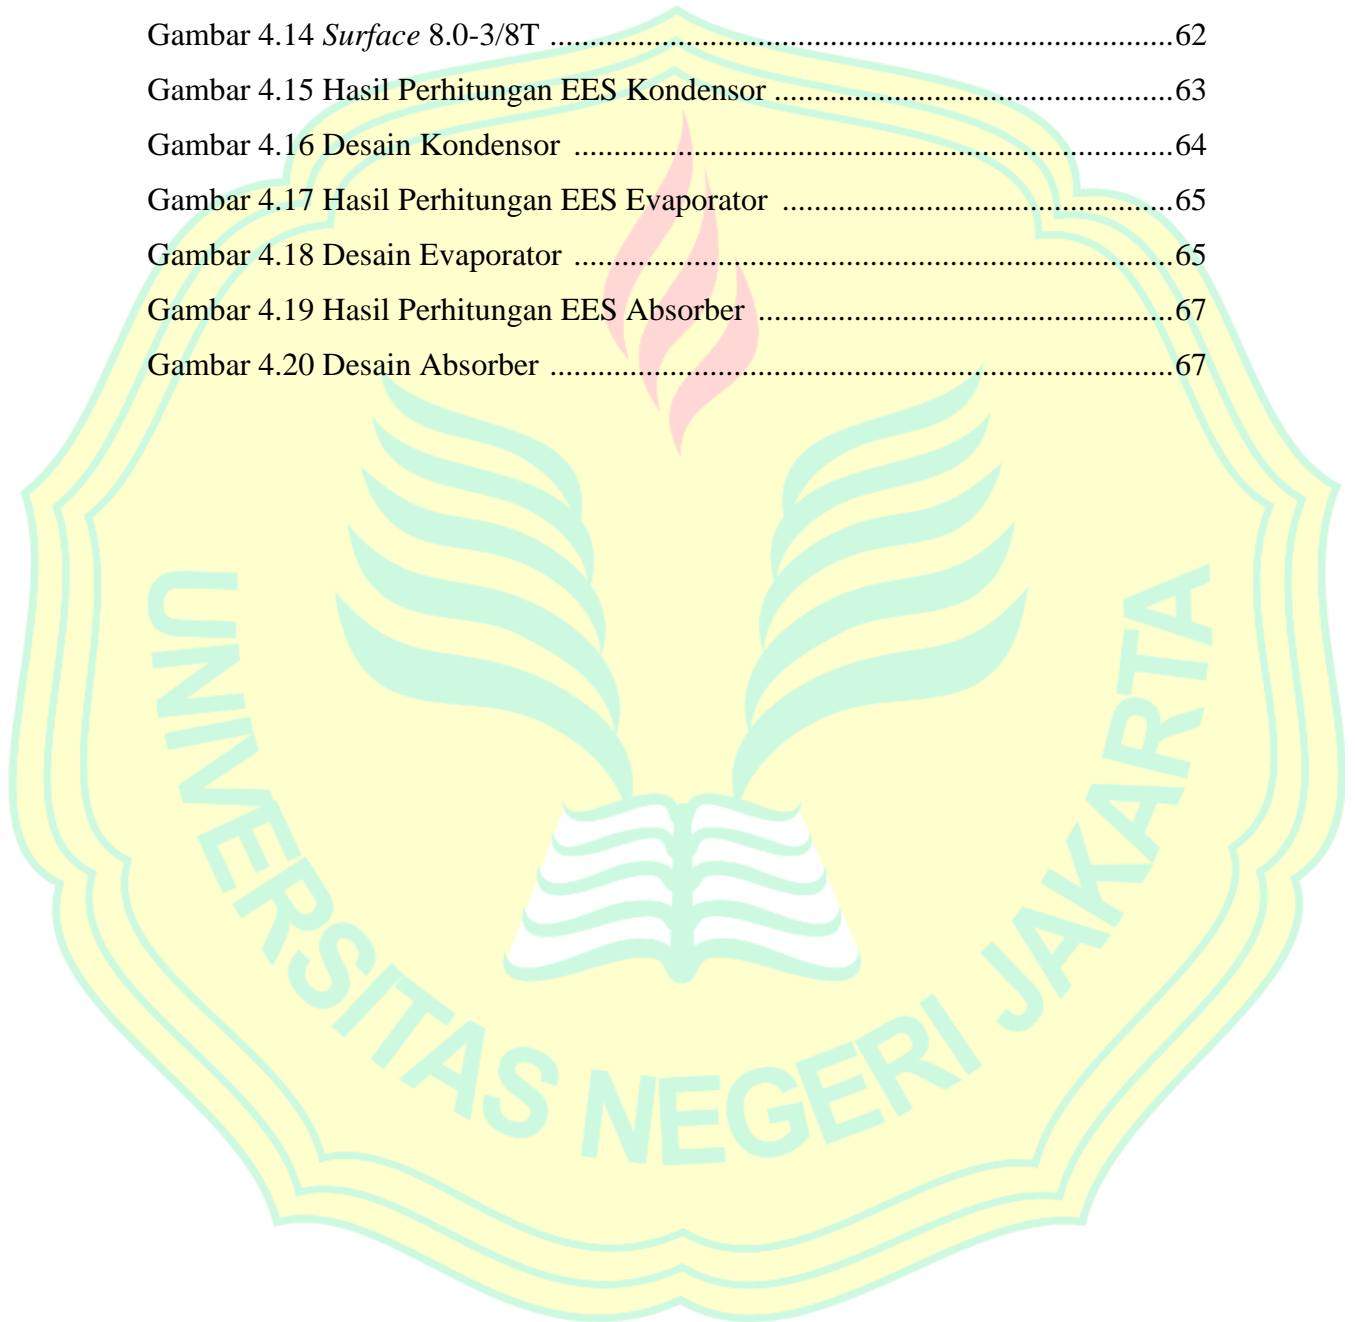 Gambar 4.14 Surface 8.0-3/8T ...............................................................................62
Gambar 4.15 Hasil Perhitungan EES Kondensor ..................................................63
Gambar 4.16 Desain Kondensor ............................................................................64
Gambar 4.17 Hasil Perhitungan EES Evaporator .................................................65
Gambar 4.18 Desain Evaporator ............................................................................65
Gambar 4.19 Hasil Perhitungan EES Absorber ....................................................67
Gambar 4.20 Desain Absorber ...............................................................................67
UNIVERSITAS NEGERI JAKARTA